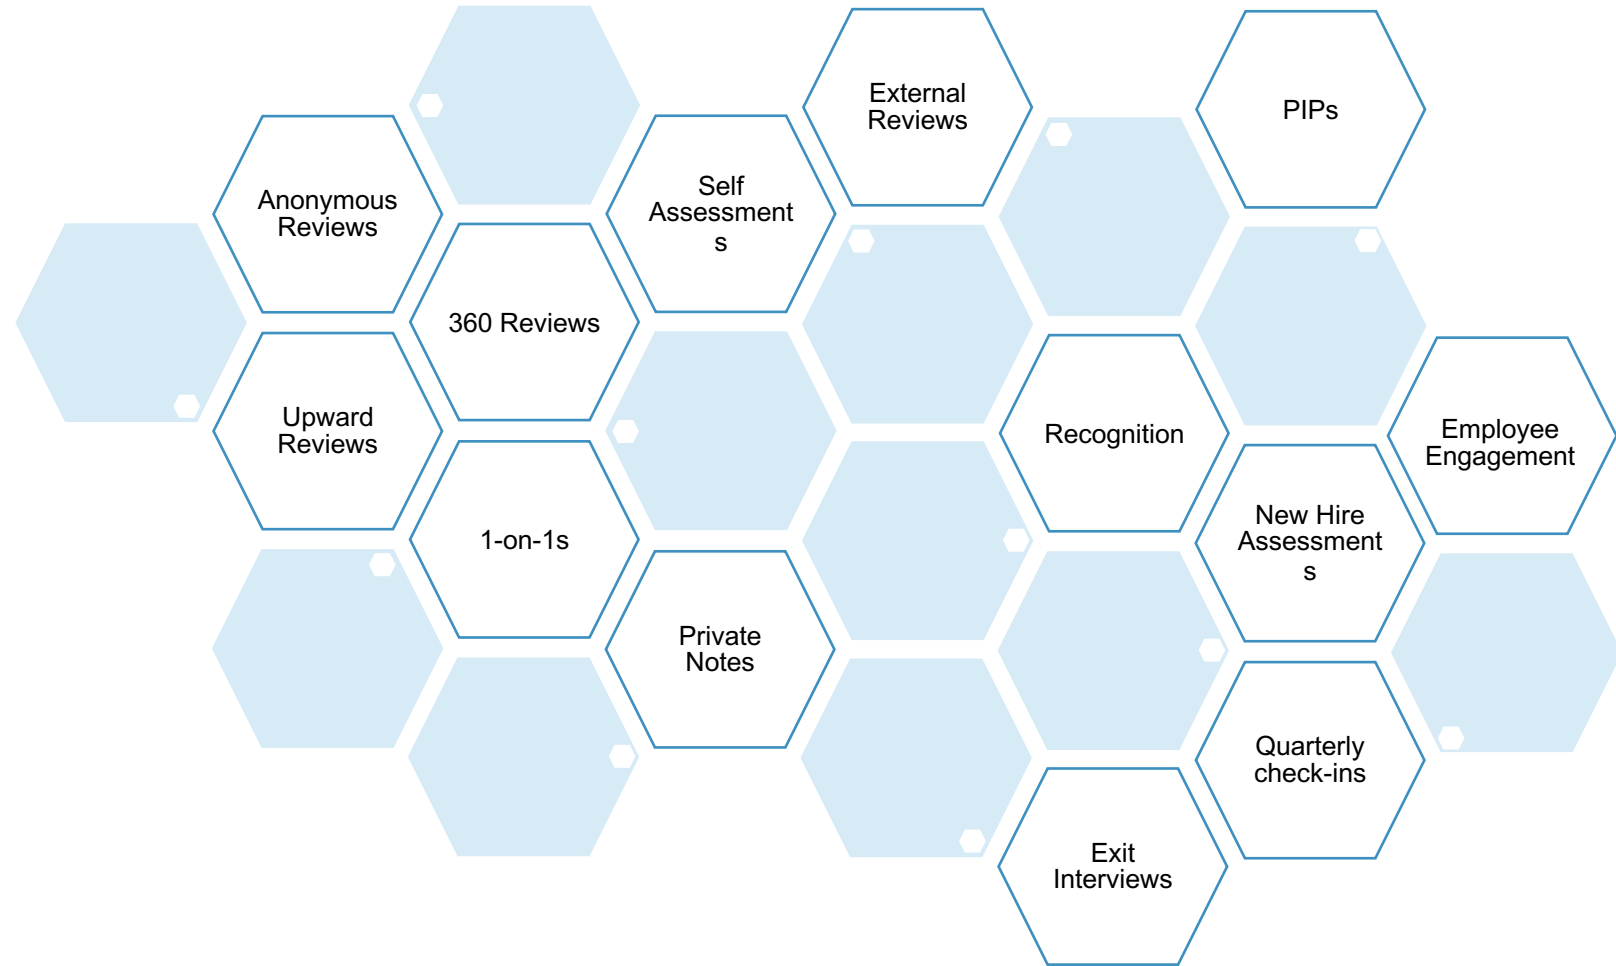 External
Reviews
PIPs
Anonymous
Reviews
Self
Assessment
s
360 Reviews
Upward
Reviews
Recognition
Employee
Engagement
1-on-1s
New Hire
Assessment
s
Private
Notes
Quarterly
check-ins
Exit
Interviews